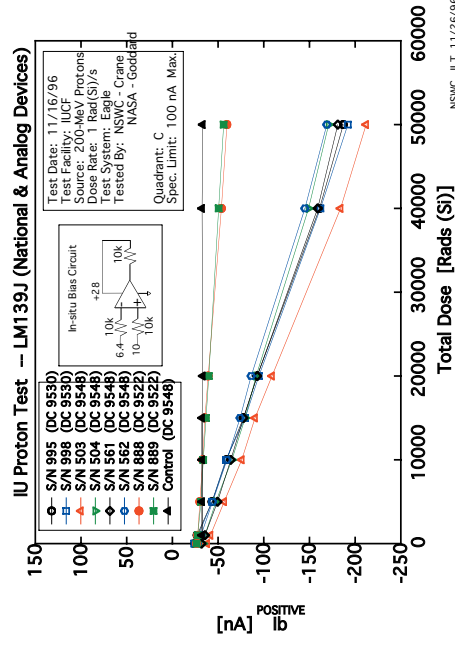 IU Proton Test -- LM139J (National & Analog Devices)
S/N 995 (DC 9530)
S/N 998 (DC 9530)
S/N 503 (DC 9548)
S/N 504 (DC 9548)
S/N 561 (DC 9548)
S/N 562 (DC 9548)
S/N 888 (DC 9522)
S/N 889 (DC 9522)
Control (DC 9548)
In-situ Bias Circuit
+28
6.4
10k
10k
10
10k
10k
Test Date: 11/16/96
Test Facility: IUCF
Source: 200-MeV Protons
Dose Rate: 1 Rad(Si)/s
Test System: Eagle
Tested By: NSWC - Crane
NASA - Goddard
Quadrant: C
Spec. Limit: 100 nA Max.
150
100
50
0
-50
-100
-150
-200
-250
[nA] Ib POSITIVE
0
10000
20000
30000
40000
50000
60000
Total Dose [Rads (Si)]
NSWC JLT 11/26/96